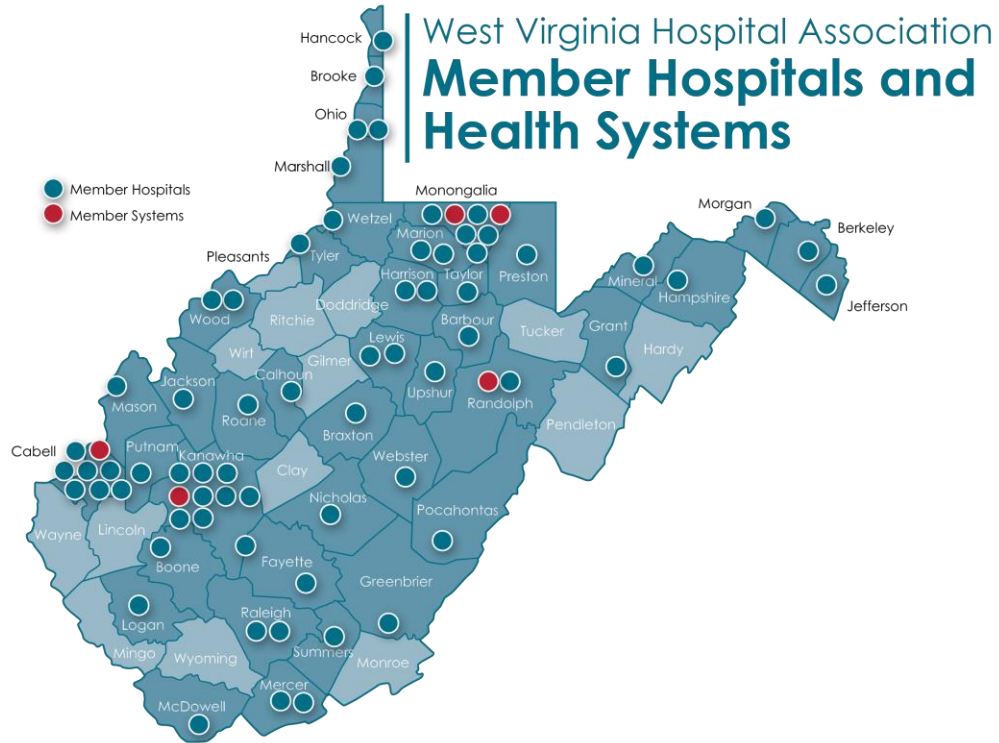 West Virginia Hospital Association
Member Hospitals and
Health Systems
Hancock
Brooke
Ohio
Marshall
Member Hospitals
Member Systems
Monongalia
Morgan
Berkeley
Jefferson
Wetzel
Marion
Pleasants
Tyler
Harrison
Taylor
Preston
Mineral
Hampshire
Doddridge
Wood
Ritchie
Barbour
Tucker
Grant
Hardy
Wirt
Gilmer
Lewis
Calhoun
Jackson
Upshur
Randolph
Mason
Roane
Braxton
Pendleton
Cabell
Putnam
Kanawha
Webster
Clay
Nicholas
Pocahontas
Wayne
Lincoln
Boone
Fayette
Greenbrier
Logan
Raleigh
Mingo
Wyoming
Summers
Monroe
Mercer
McDowell